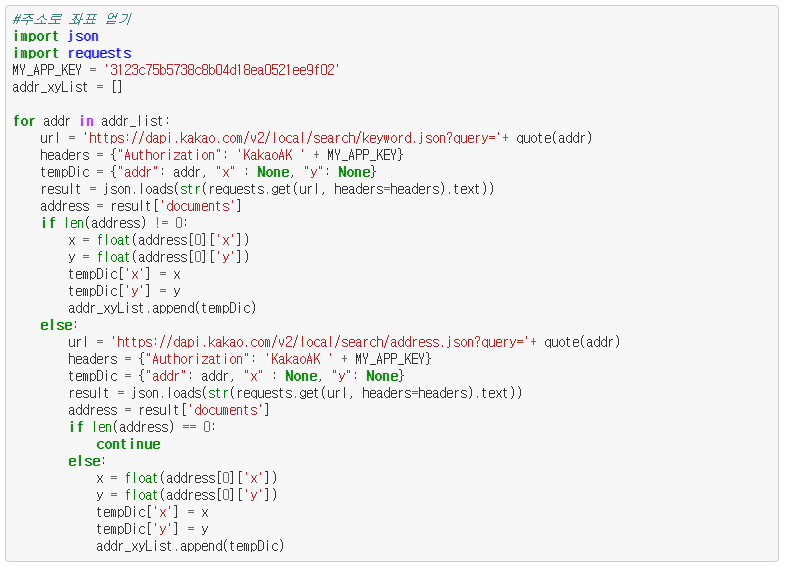 #주소로 좌표 얻기
import json
import requests
MY_APP_KEY = '3123c75b5738c8b04d18ea0521ee9f02'
addr_xyList = []

for addr in addr_list:
    url = 'https://dapi.kakao.com/v2/local/search/keyword.json?query='+ quote(addr)
    headers = {"Authorization": 'KakaoAK ' + MY_APP_KEY}
    tempDic = {"addr": addr, "x" : None, "y": None}
    result = json.loads(str(requests.get(url, headers=headers).text))
    address = result['documents']
    if len(address) != 0:
        x = float(address[0]['x'])
        y = float(address[0]['y'])
        tempDic['x'] = x
        tempDic['y'] = y
        addr_xyList.append(tempDic)
    else:
        url = 'https://dapi.kakao.com/v2/local/search/address.json?query='+ quote(addr)
        headers = {"Authorization": 'KakaoAK ' + MY_APP_KEY}
        tempDic = {"addr": addr, "x" : None, "y": None}
        result = json.loads(str(requests.get(url, headers=headers).text))
        address = result['documents']
        if len(address) == 0:
            continue
        else:
            x = float(address[0]['x'])
            y = float(address[0]['y'])
            tempDic['x'] = x
            tempDic['y'] = y
            addr_xyList.append(tempDic)